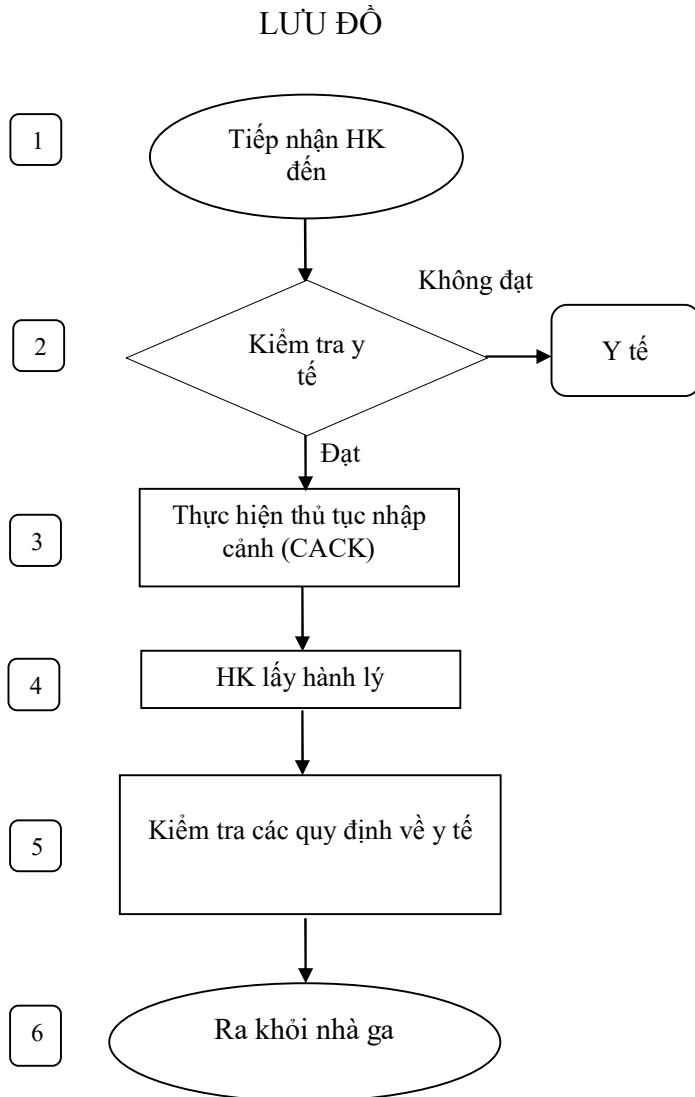 LƯU ĐỒ
1
Tiếp nhận HK
đến
Không đạt
2
Kiểm tra y
tế
Y tế
Đạt
3
Thực hiện thủ tục nhập
cảnh (CACK)
4
HK lấy hành lý
5
Kiểm tra các quy định về y tế
6
Ra khỏi nhà ga